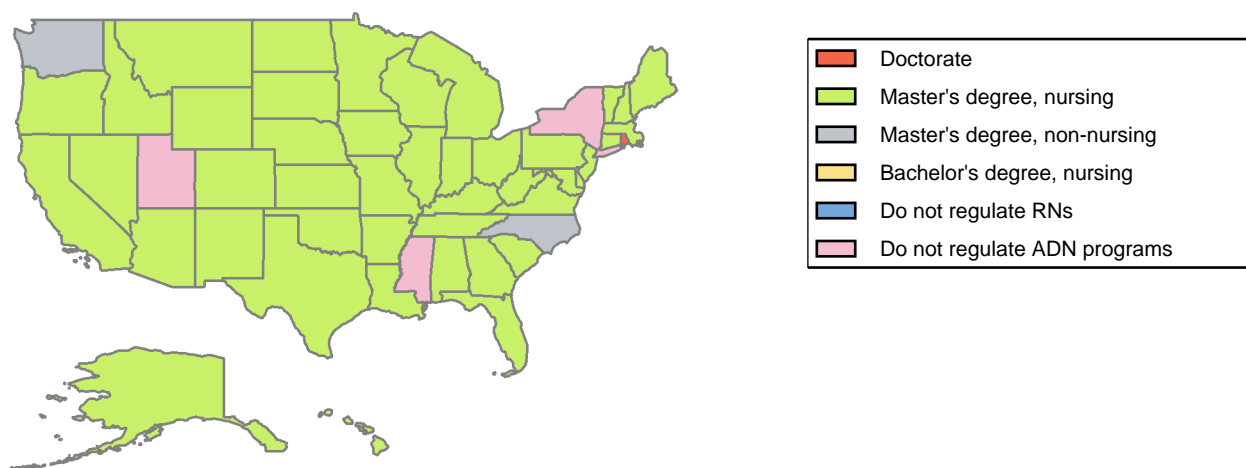 Doctorate
Master's degree, nursing
Master's degree, non-nursing
Bachelor's degree, nursing
Do not regulate RNs
Do not regulate ADN programs